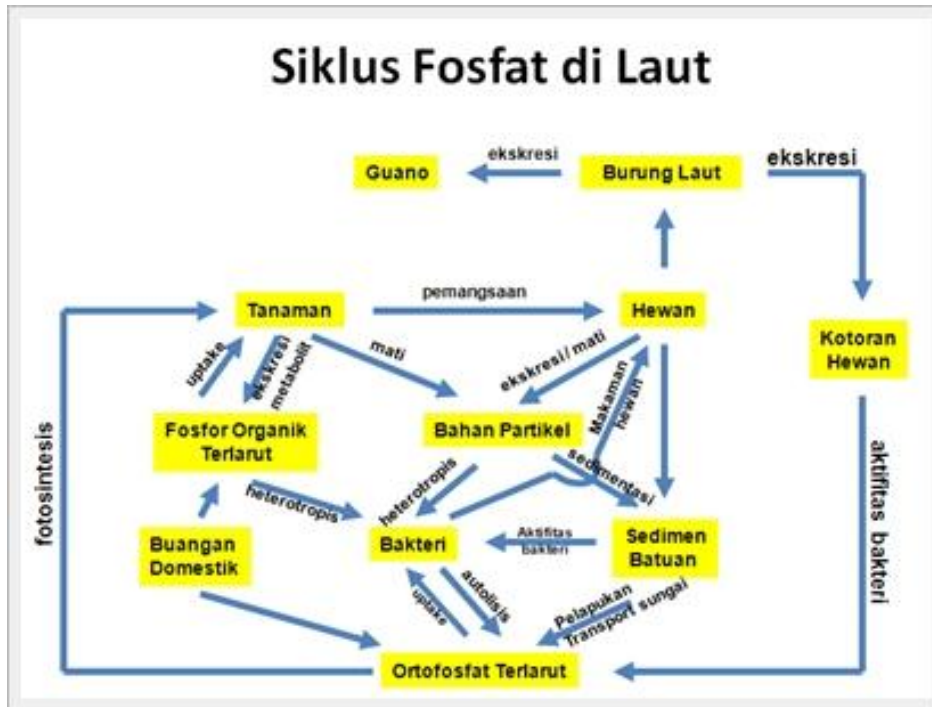 Siklus Fosfat di Laut
ekskresi
ekskresi
Guano
Burung Laut
pemangsaan
Tanaman
Hewan
Kotoran
Hewan
mati
ekskresi/ mati
uptake
ekskresi
metabolit
Makaman
hewan
Fosfor Organik
Terlarut
Bahan Partikel
sedimentasi
heterotropis
heterotropis
fotosintesis
aktifitas bakteri
Buangan
Domestik
Bakteri
Aktifitas
bakteri
Sedimen
Batuan
uptake
autolisis
Pelapukan
Transport sungai
Ortofosfat Terlarut